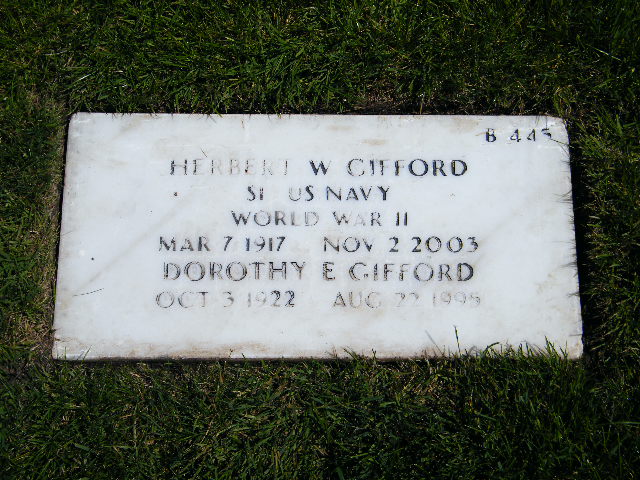 B 445
HERBERT W GIFFORD
S1 US NAVY
WORLD WAR II
MAR 7 1917 NOV 2 2003
DOROTHY E GIFFORD
OCT 3 1922 AUG 22 1998